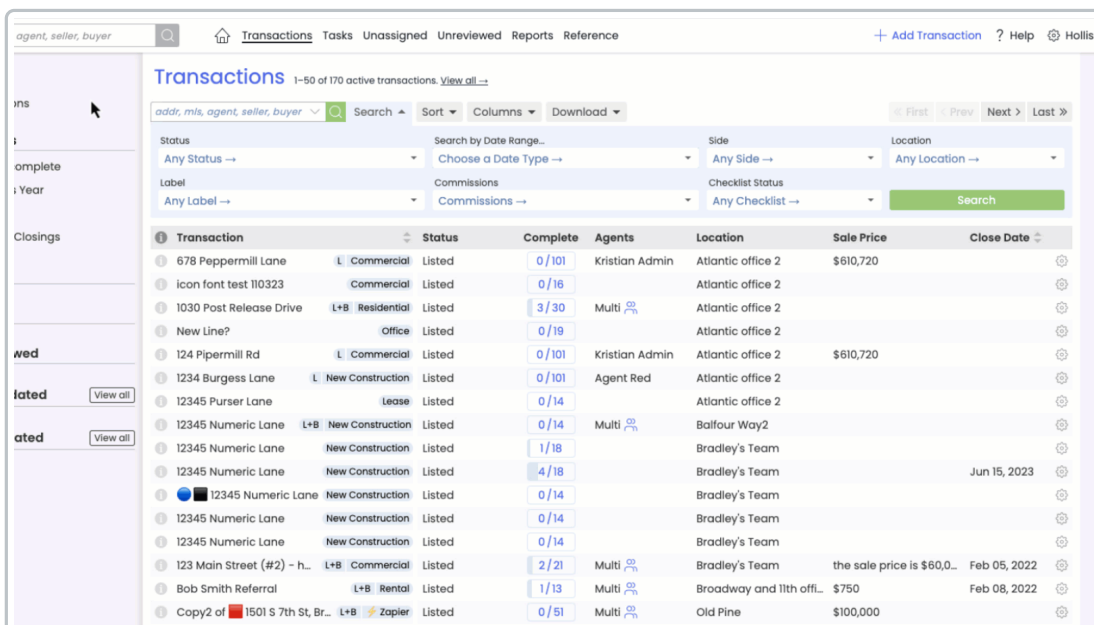 agent, seller, buyer
Transactions Tasks Unassigned Unreviewed Reports Reference
+ Add Transaction ? Help Hollis
ons
s
omplete
s Year
Closings
wed
dated View all
ated View all
Transactions 1–50 of 170 active transactions. View all →
addr, mls, agent, seller, buyer Search Sort Columns Download « First < Prev Next > Last »
Status Search by Date Range... Side Location
Any Status → Choose a Date Type → Any Side → Any Location →
Label Commissions Checklist Status
Any Label → Commissions → Any Checklist → Search
Transaction Status Complete Agents Location Sale Price Close Date
678 Peppermill Lane L Commercial Listed 0/101 Kristian Admin Atlantic office 2 $610,720
icon font test 110323 Commercial Listed 0/16 Atlantic office 2
1030 Post Release Drive L+B Residential Listed 3/30 Multi Atlantic office 2
New Line? Office Listed 0/19 Atlantic office 2
124 Pipermill Rd L Commercial Listed 0/101 Kristian Admin Atlantic office 2 $610,720
1234 Burgess Lane L New Construction Listed 0/101 Agent Red Atlantic office 2
12345 Purser Lane Lease Listed 0/14 Atlantic office 2
12345 Numeric Lane L+B New Construction Listed 0/14 Multi Balfour Way2
12345 Numeric Lane New Construction Listed 1/18 Bradley's Team
12345 Numeric Lane New Construction Listed 4/18 Bradley's Team Jun 15, 2023
🔵⬛ 12345 Numeric Lane New Construction Listed 0/14 Bradley's Team
12345 Numeric Lane New Construction Listed 0/14 Bradley's Team
12345 Numeric Lane New Construction Listed 0/14 Bradley's Team
123 Main Street (#2) - h... L+B Commercial Listed 2/21 Multi Bradley's Team the sale price is $60,0... Feb 05, 2022
Bob Smith Referral L+B Rental Listed 1/13 Multi Broadway and 11th offi... $750 Feb 08, 2022
Copy2 of 🟥 1501 S 7th St, Br... L+B ⚡ Zapier Listed 0/51 Multi Old Pine $100,000